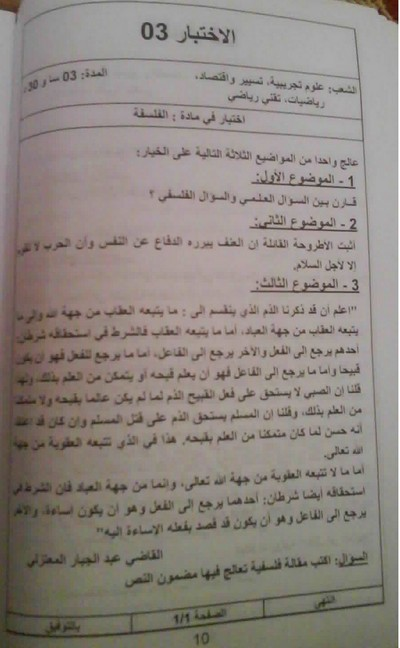 الاختبار 03
الشعب: علوم تجريبية، تسيير واقتصاد، المدة: 03 سا و 30
رياضيات، تقني رياضي
اختبار في مادة : الفلسفة
عالج واحدا من المواضيع الثلاثة التالية على الخيار:
1 - الموضوع الأول:
قارن بين السؤال العلمي والسؤال الفلسفي ؟
2 - الموضوع الثاني:
أثبت الأطروحة القائلة إن العنف يبرره الدفاع عن النفس وأن الحرب لا تقوم
إلا لأجل السلام.
3 - الموضوع الثالث:
"اعلم أن قد ذكرنا الذم الذي ينقسم إلى : ما يتبعه العقاب من جهة الله وإلى ما
يتبعه العقاب من جهة العباد، أما ما يتبعه العقاب فالشرط في استحقاقه شرطان:
أحدهم يرجع إلى الفعل والآخر يرجع إلى الفاعل، أما ما يرجع للفعل فهو أن يكون
قبيحا وأما ما يرجع إلى الفاعل فهو أن يعلم قبحه أو يتمكن من العلم بذلك، ولهذا
قلنا إن الصبي لا يستحق على فعل القبيح الذم لما لم يكن عالما بقبحه ولا متمكنا
من العلم بذلك، وقلنا إن المسلم يستحق الذم على قتل المسلم وإن كان قد اعتقد
أنه حسن لما كان متمكنا من العلم بقبحه. هذا في الذي تتبعه العقوبة من جهة
الله تعالى.
أما ما لا تتبعه العقوبة من جهة الله تعالى، وإنما من جهة العباد فإن الشرط في
استحقاقه أيضا شرطان: أحدهما يرجع إلى الفعل وهو أن يكون اساءة، والآخر
يرجع إلى الفاعل وهو أن يكون قد قصد بفعله الإساءة إليه"
القاضي عبد الجبار المعتزلي
السؤال: اكتب مقالة فلسفية تعالج فيها مضمون النص
انتهى الصفحة 1/1 بالتوفيق
10